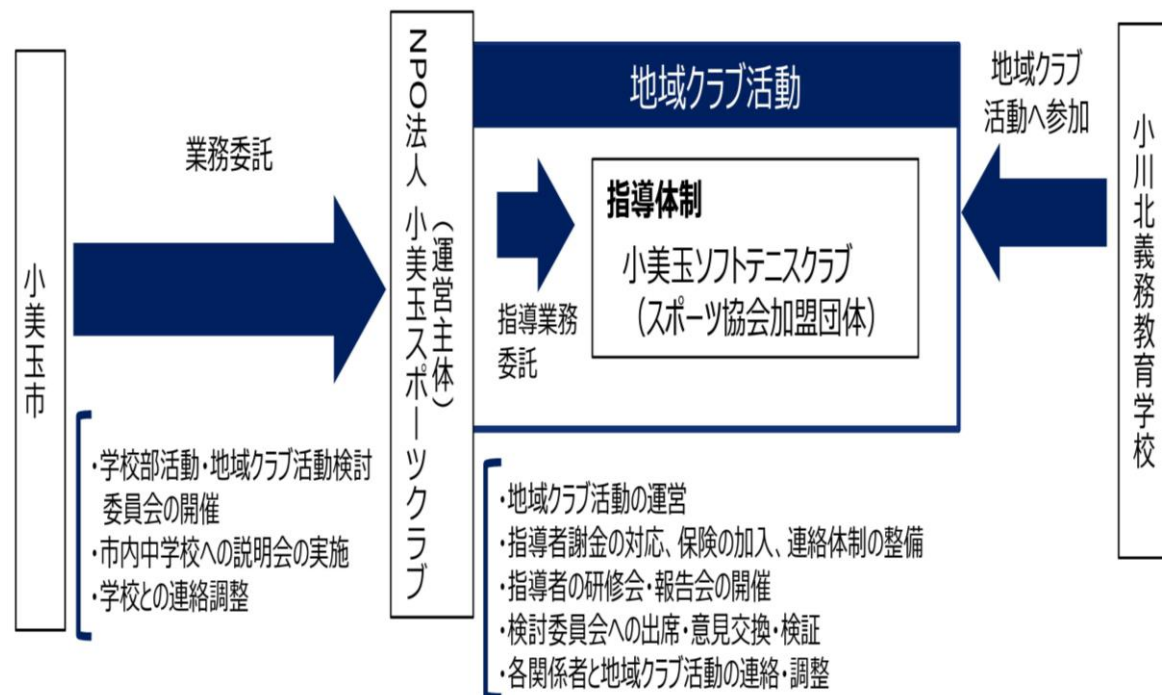 小美玉市
業務委託
・学校部活動・地域クラブ活動検討
委員会の開催
・市内中学校への説明会の実施
・学校との連絡調整
NPO法人 小美玉スポーツクラブ
（運営主体）
地域クラブ活動
指導業務
委託
指導体制
小美玉ソフトテニスクラブ
（スポーツ協会加盟団体）
・地域クラブ活動の運営
・指導者謝金の対応、保険の加入、連絡体制の整備
・指導者の研修会・報告会の開催
・検討委員会への出席・意見交換・検証
・各関係者と地域クラブ活動の連絡・調整
地域クラブ
活動へ参加
小川北義務教育学校